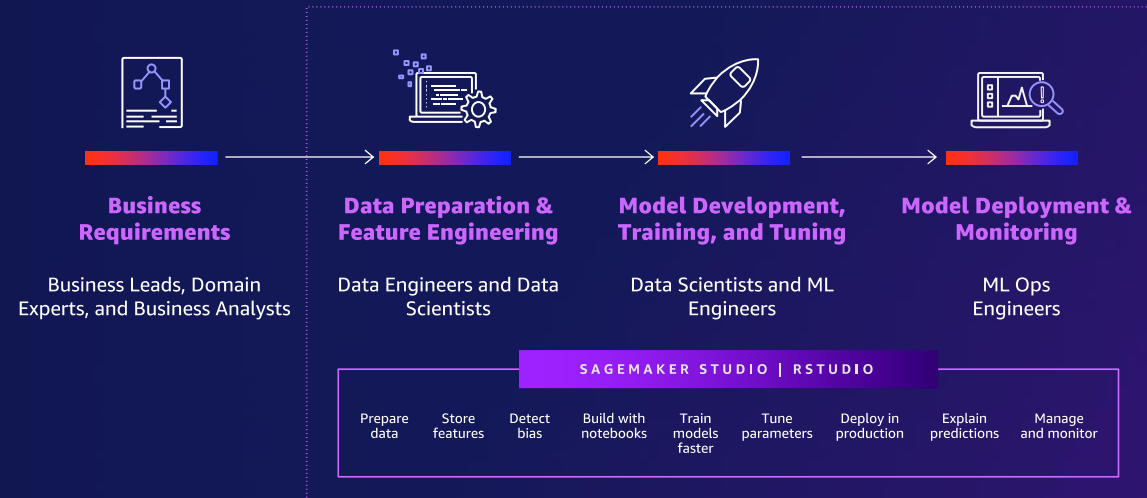 Business
Requirements
Business Leads, Domain
Experts, and Business Analysts
Data Preparation &
Feature Engineering
Data Engineers and Data
Scientists
Model Development,
Training, and Tuning
Data Scientists and ML
Engineers
Model Deployment &
Monitoring
ML Ops
Engineers
SAGEMAKER STUDIO | RSTUDIO
Prepare
data
Store
features
Detect
bias
Build with
notebooks
Train
models
faster
Tune
parameters
Deploy in
production
Explain
predictions
Manage
and monitor